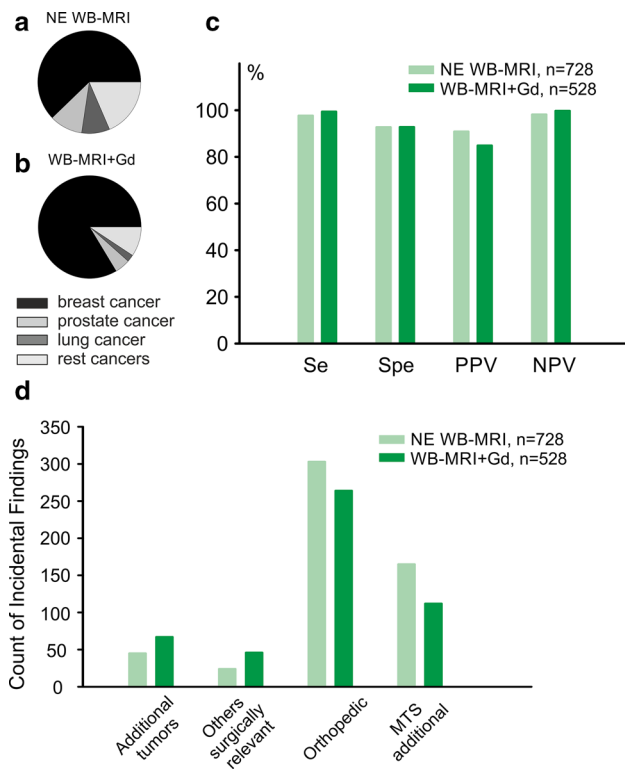 a
NE WB-MRI
b
WB-MRI+Gd
breast cancer
prostate cancer
lung cancer
rest cancers
c
%
NE WB-MRI, n=728
WB-MRI+Gd, n=528
100
80
60
40
20
0
Se Spe PPV NPV
d
Count of Incidental Findings
350
300
250
200
150
100
50
0
NE WB-MRI, n=728
WB-MRI+Gd, n=528
Additional
tumors
Others
surgically
relevant
Orthopedic
MTS
additional